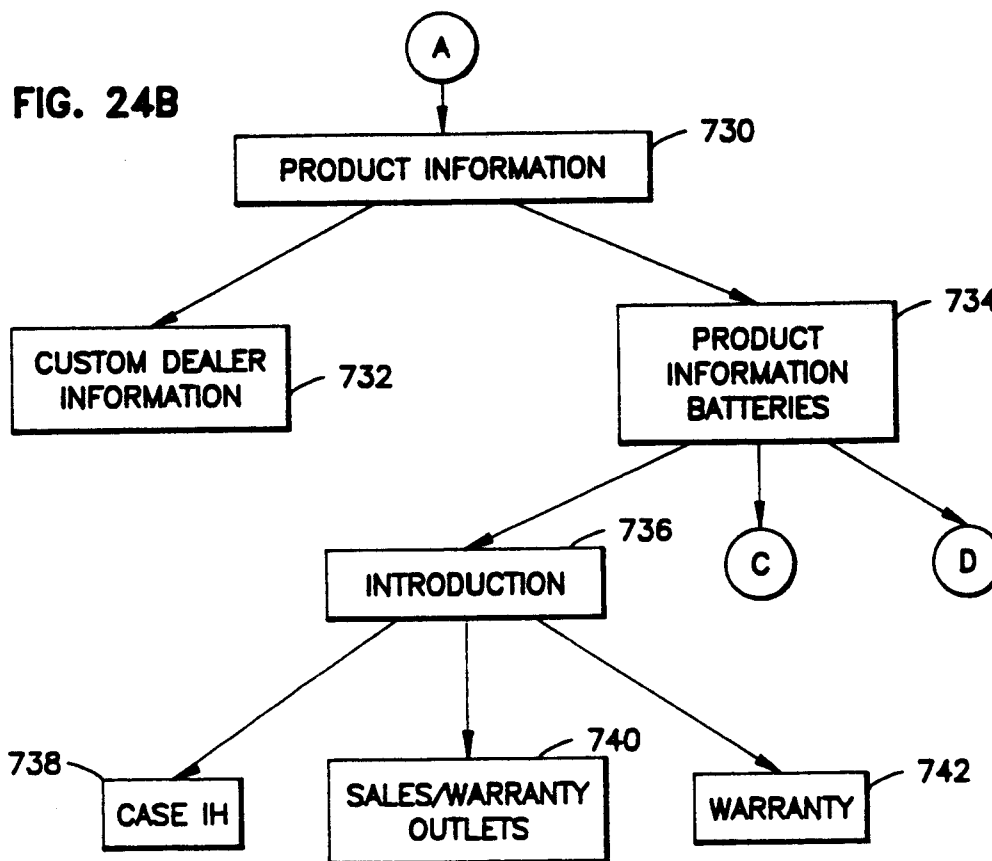 A
FIG. 24B
730
PRODUCT INFORMATION
734
CUSTOM DEALER
INFORMATION
732
PRODUCT
INFORMATION
BATTERIES
736
INTRODUCTION
C
D
738
CASE IH
740
SALES/WARRANTY
OUTLETS
742
WARRANTY